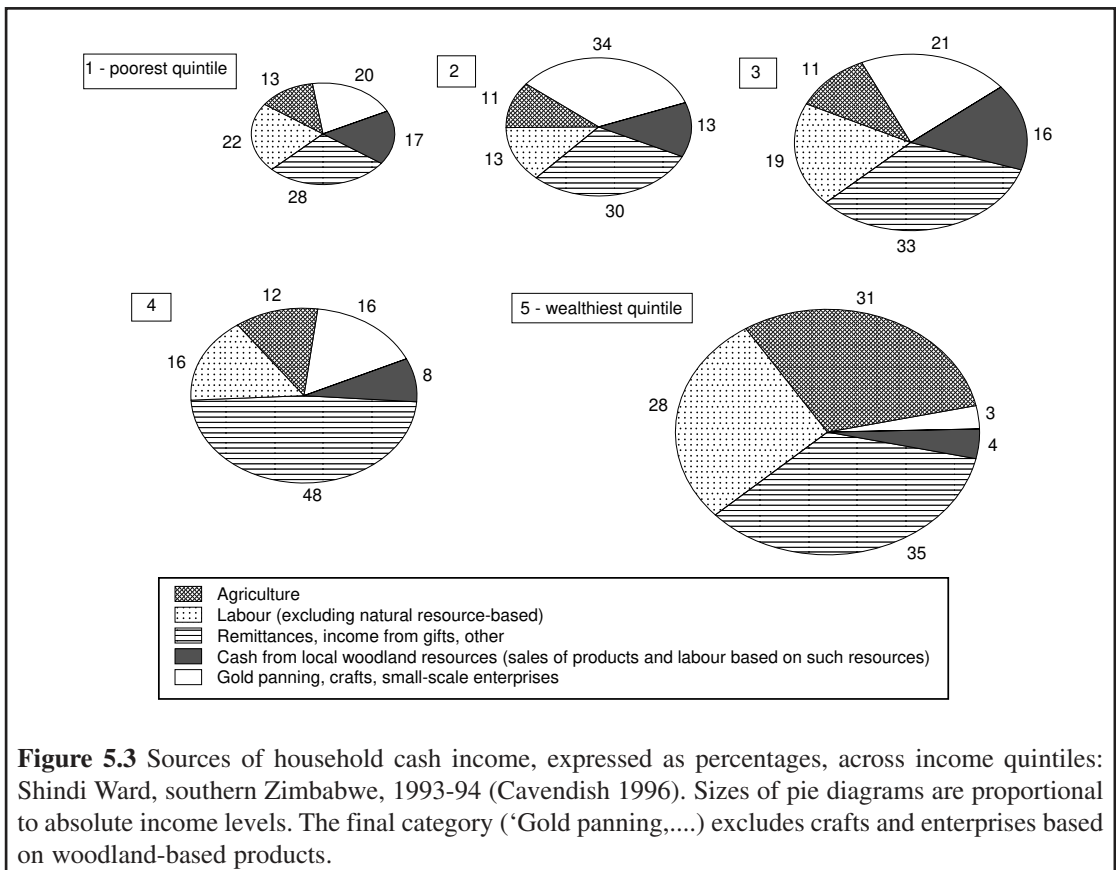 1 - poorest quintile
13
20
22
17
28
2
34
11
13
13
30
3
21
11
16
19
33
4
12
16
16
8
48
5 - wealthiest quintile
31
28
3
4
35
Agriculture
Labour (excluding natural resource-based)
Remittances, income from gifts, other
Cash from local woodland resources (sales of products and labour based on such resources)
Gold panning, crafts, small-scale enterprises
Figure 5.3 Sources of household cash income, expressed as percentages, across income quintiles:
Shindi Ward, southern Zimbabwe, 1993-94 (Cavendish 1996). Sizes of pie diagrams are proportional
to absolute income levels. The final category (‘Gold panning,....) excludes crafts and enterprises based
on woodland-based products.